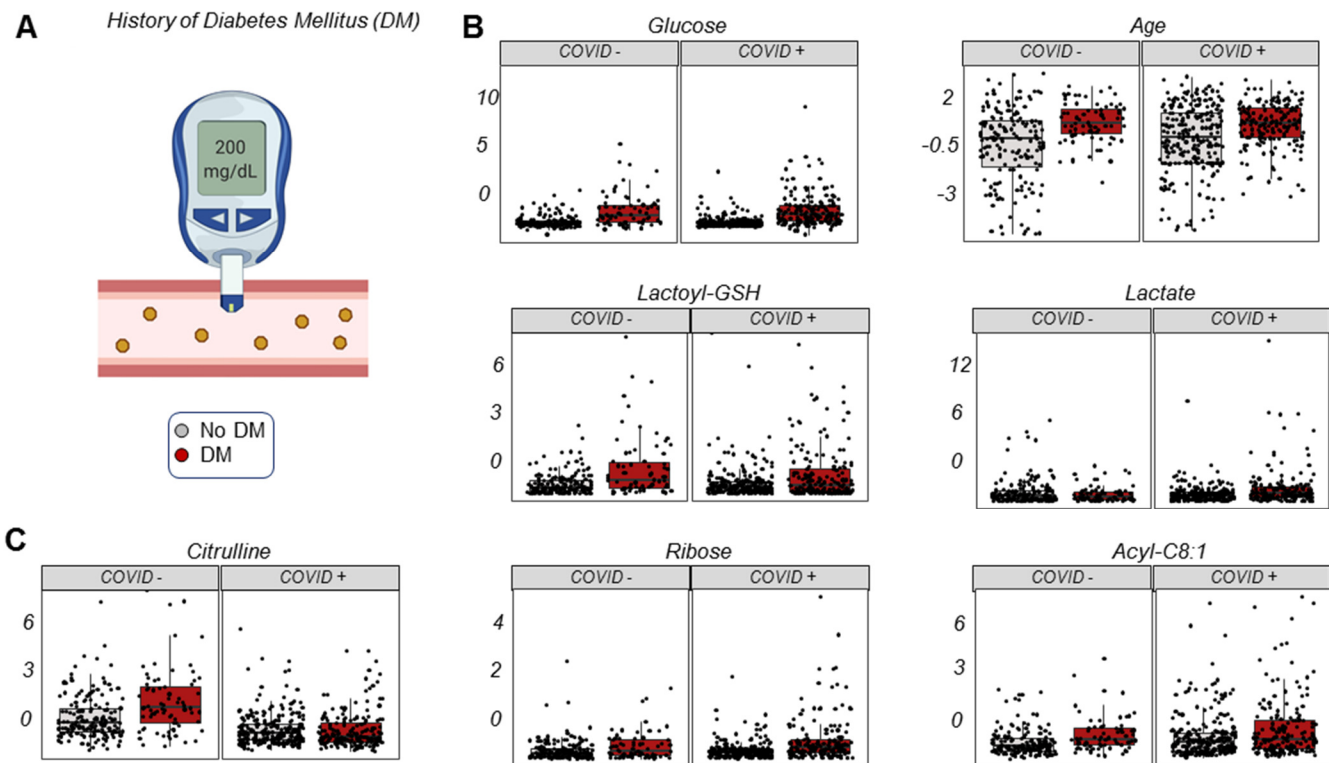 A
History of Diabetes Mellitus (DM)
200
mg/dL
No DM
DM
B
Glucose
COVID -
COVID +
10
5
0
Age
COVID -
COVID +
2
-0.5
-3
Lactoyl-GSH
COVID -
COVID +
6
3
0
Lactate
COVID -
COVID +
12
6
0
C
Citrulline
COVID -
COVID +
6
3
0
Ribose
COVID -
COVID +
4
2
0
Acyl-C8:1
COVID -
COVID +
6
3
0